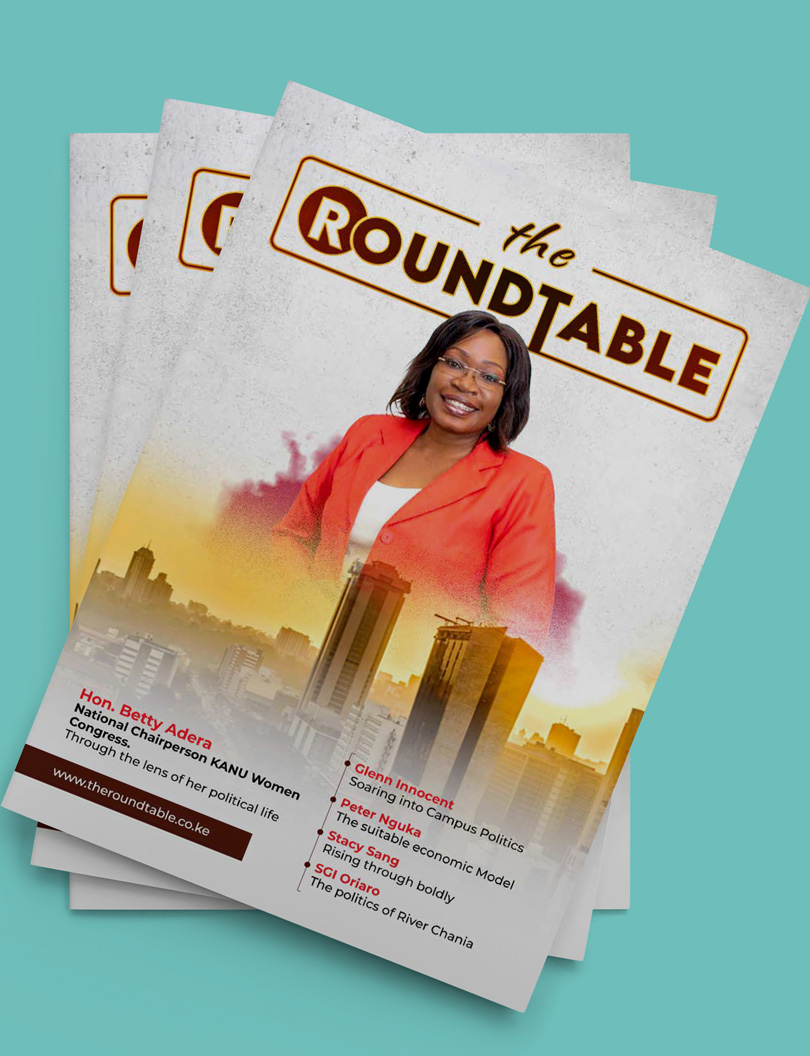 the
ROUNDTABLE
Hon. Betty Adera
National Chairperson KANU Women
Congress.
Through the lens of her political life
www.theroundtable.co.ke
Glenn Innocent
Soaring into Campus Politics
Peter Nguka
The suitable economic Model
Stacy Sang
Rising through boldly
SGI Oriaro
The politics of River Chania
R
R